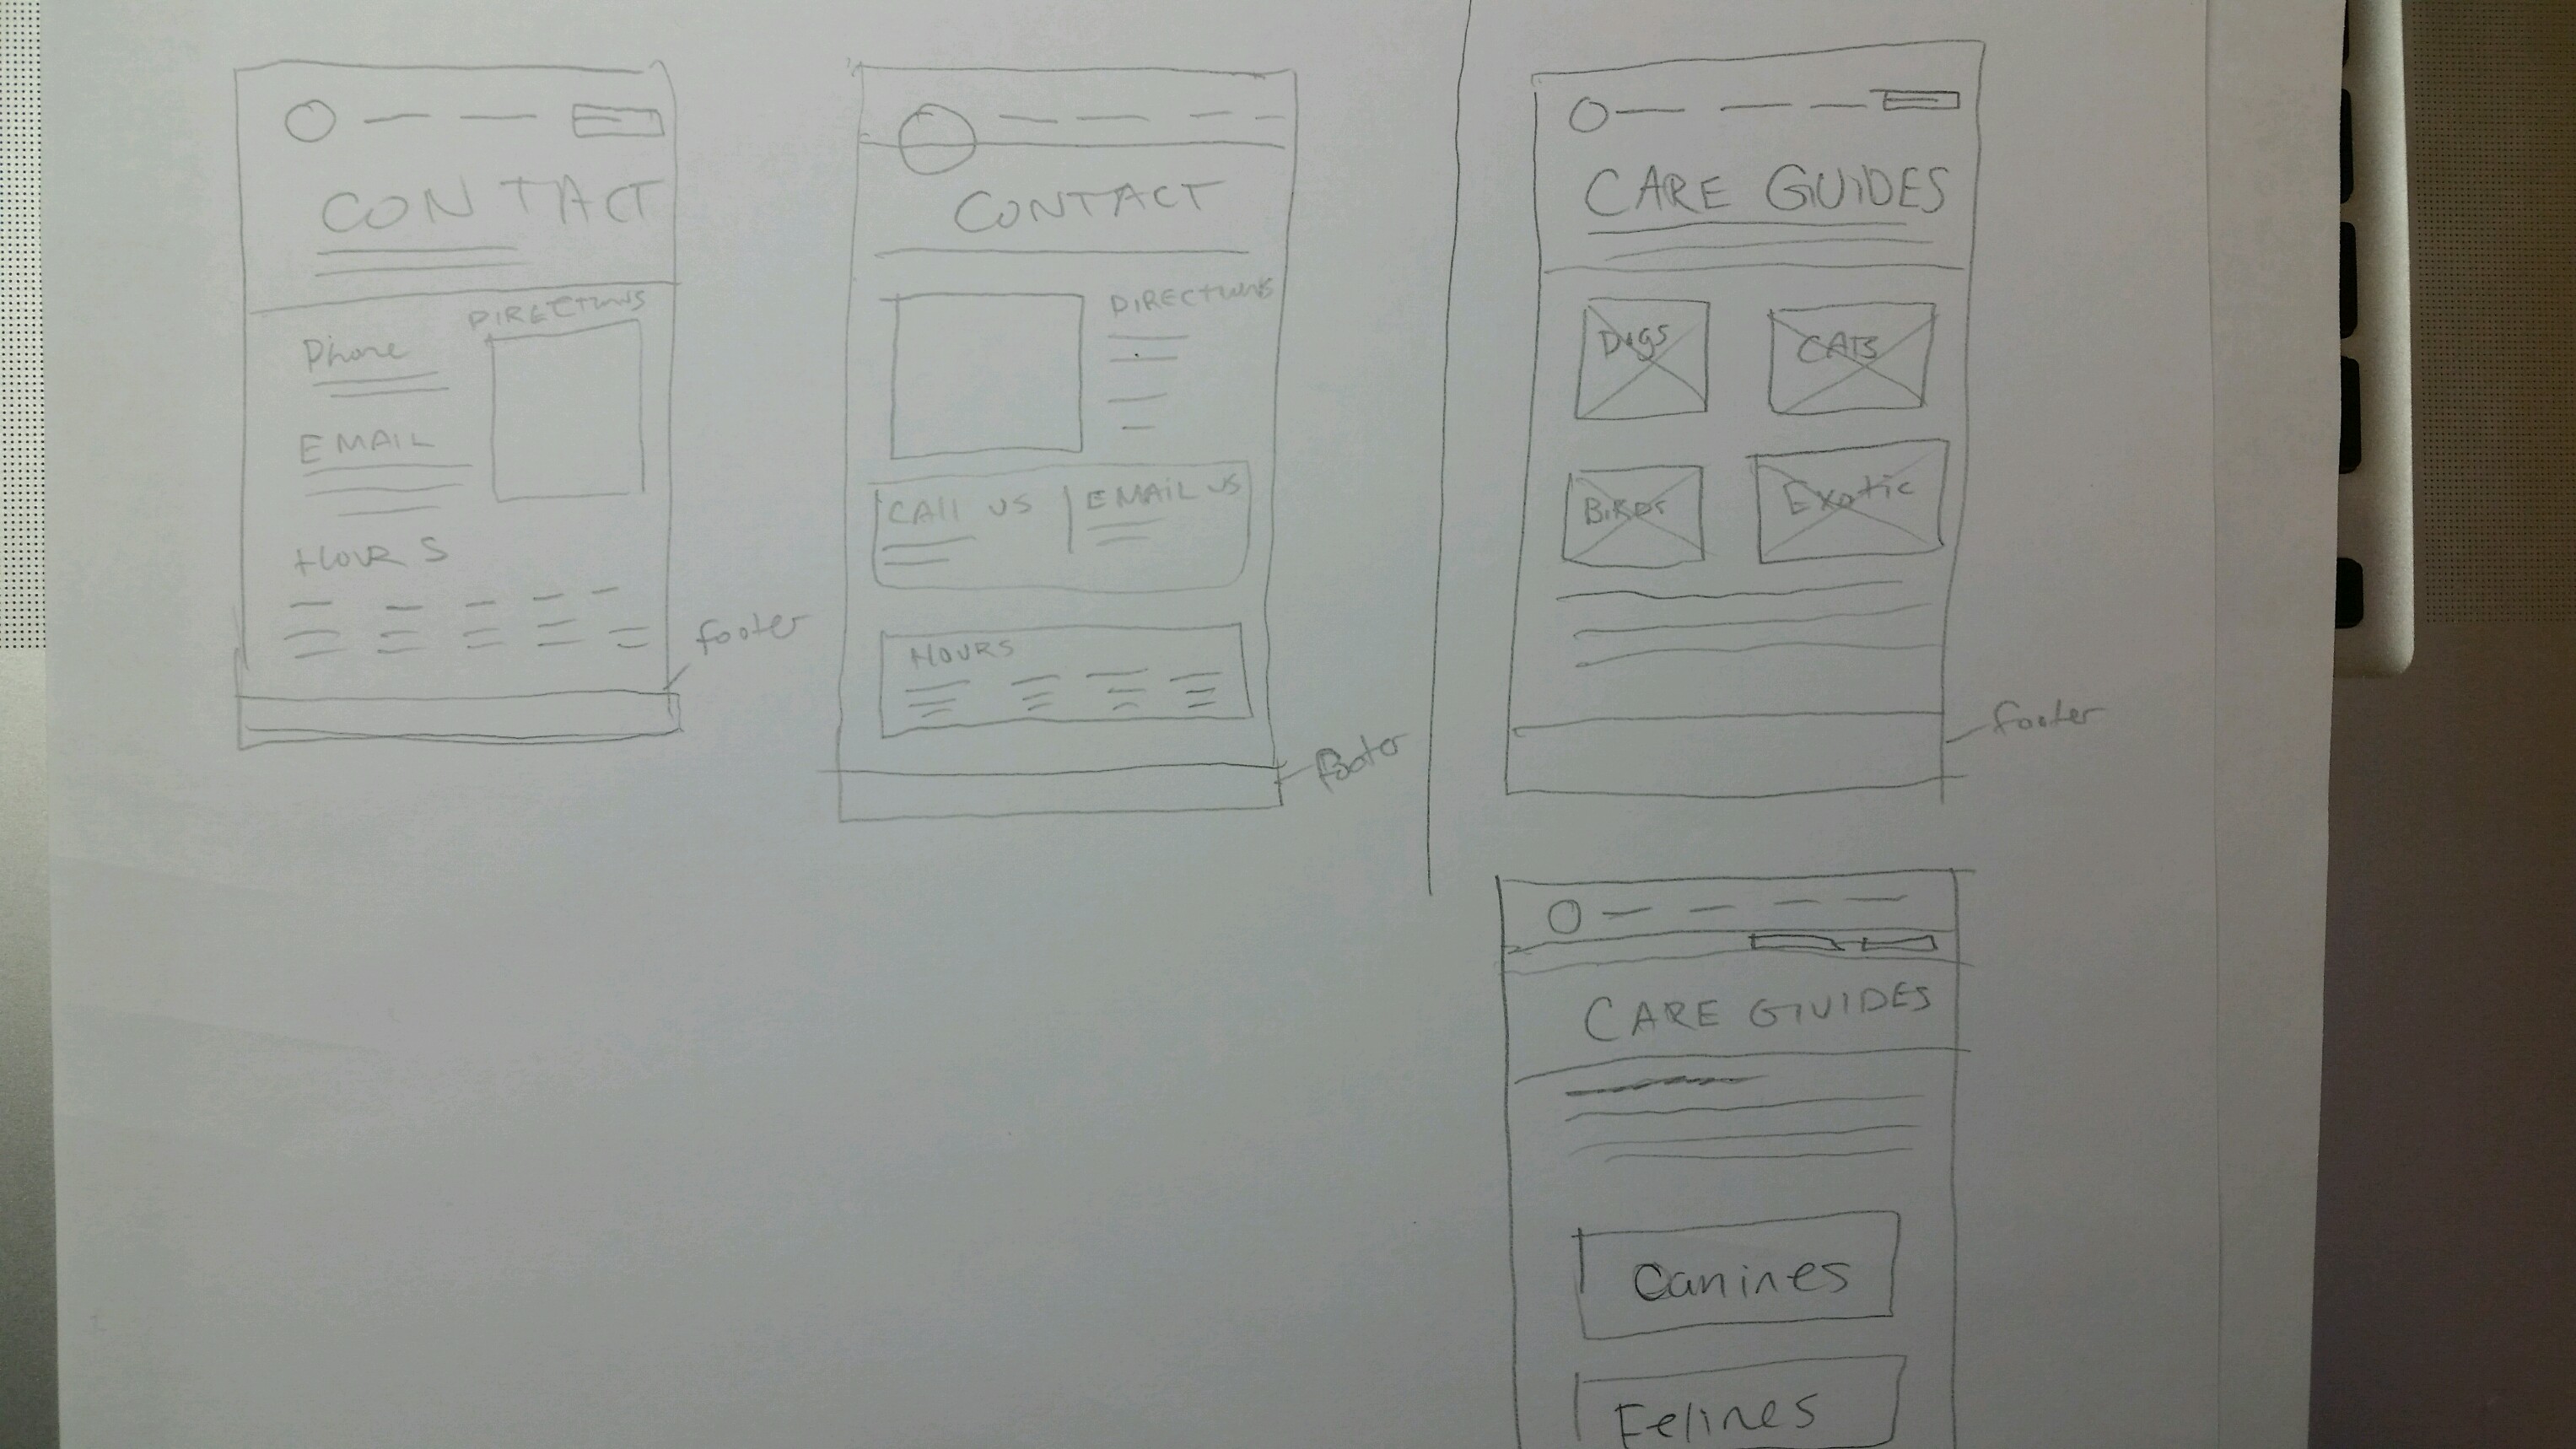 CONTACT
DIRECTIONS
Phone
EMAIL
HOURS
footer
CONTACT
DIRECTIONS
CAll US
EMAiL US
HOURS
footer
CARE GUIDES
Dogs
CATS
BIRDS
Exotic
footer
CARE GUIDES
Canines
Felines